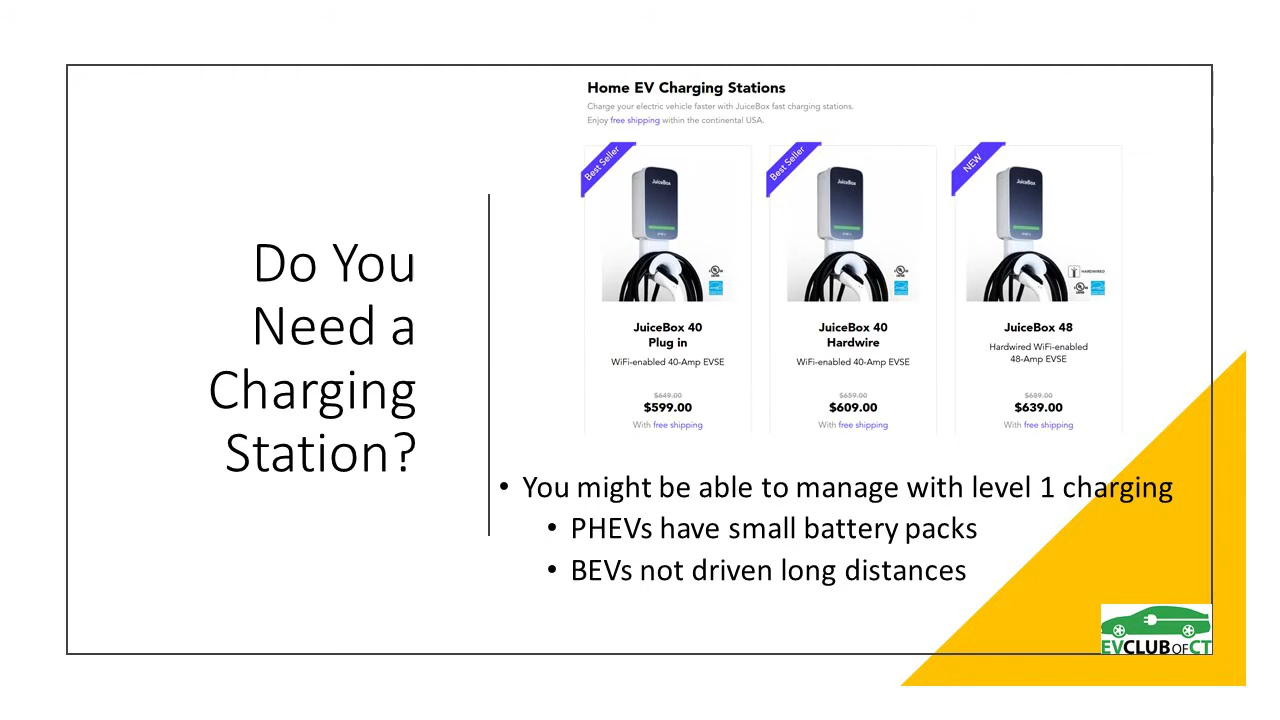 Do You
Need a
Charging
Station?
Home EV Charging Stations
Charge your electric vehicle faster with JuiceBox fast charging stations.
Enjoy free shipping within the continental USA.
Best Seller
JuiceBox
JuiceBox 40
Plug in
WiFi-enabled 40-Amp EVSE
$649.00
$599.00
With free shipping
Best Seller
JuiceBox
JuiceBox 40
Hardwire
WiFi-enabled 40-Amp EVSE
$659.00
$609.00
With free shipping
NEW
JuiceBox
HARDWIRED
JuiceBox 48
Hardwired WiFi-enabled
48-Amp EVSE
$689.00
$639.00
With free shipping
• You might be able to manage with level 1 charging
• PHEVs have small battery packs
• BEVs not driven long distances
EVCLUBOFCT